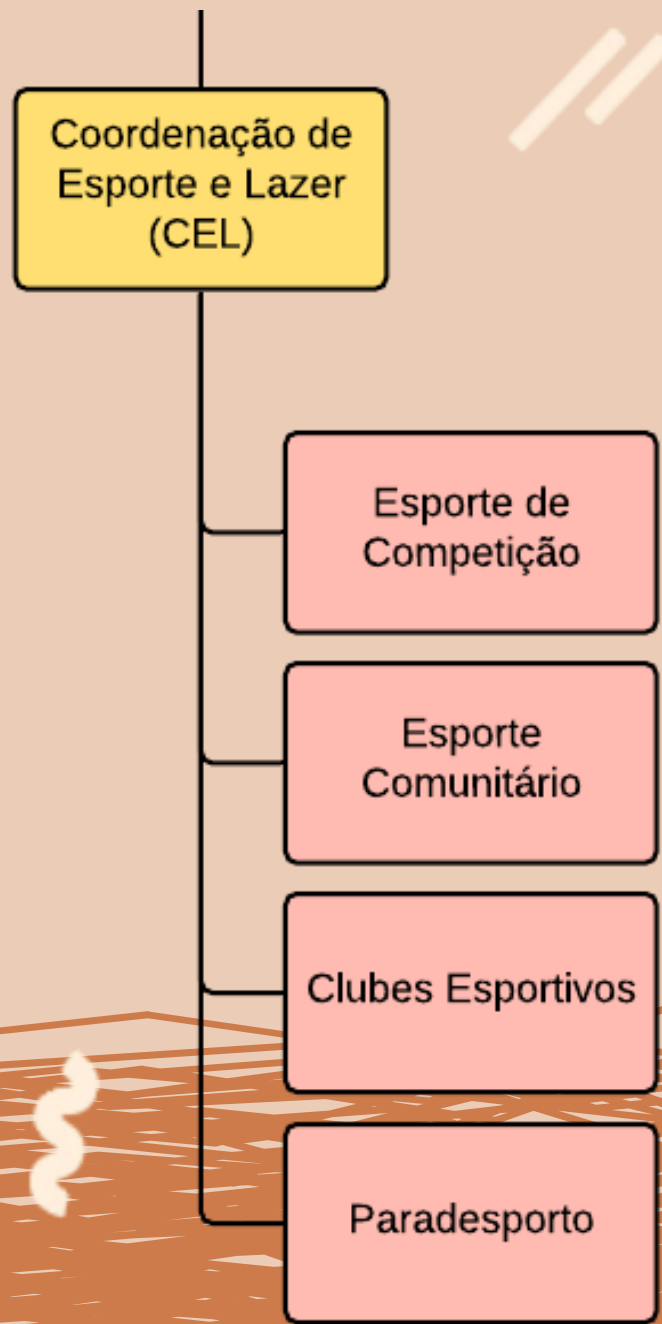 Coordenação de
Esporte e Lazer
(CEL)
Esporte de
Competição
Esporte
Comunitário
Clubes Esportivos
Paradesporto